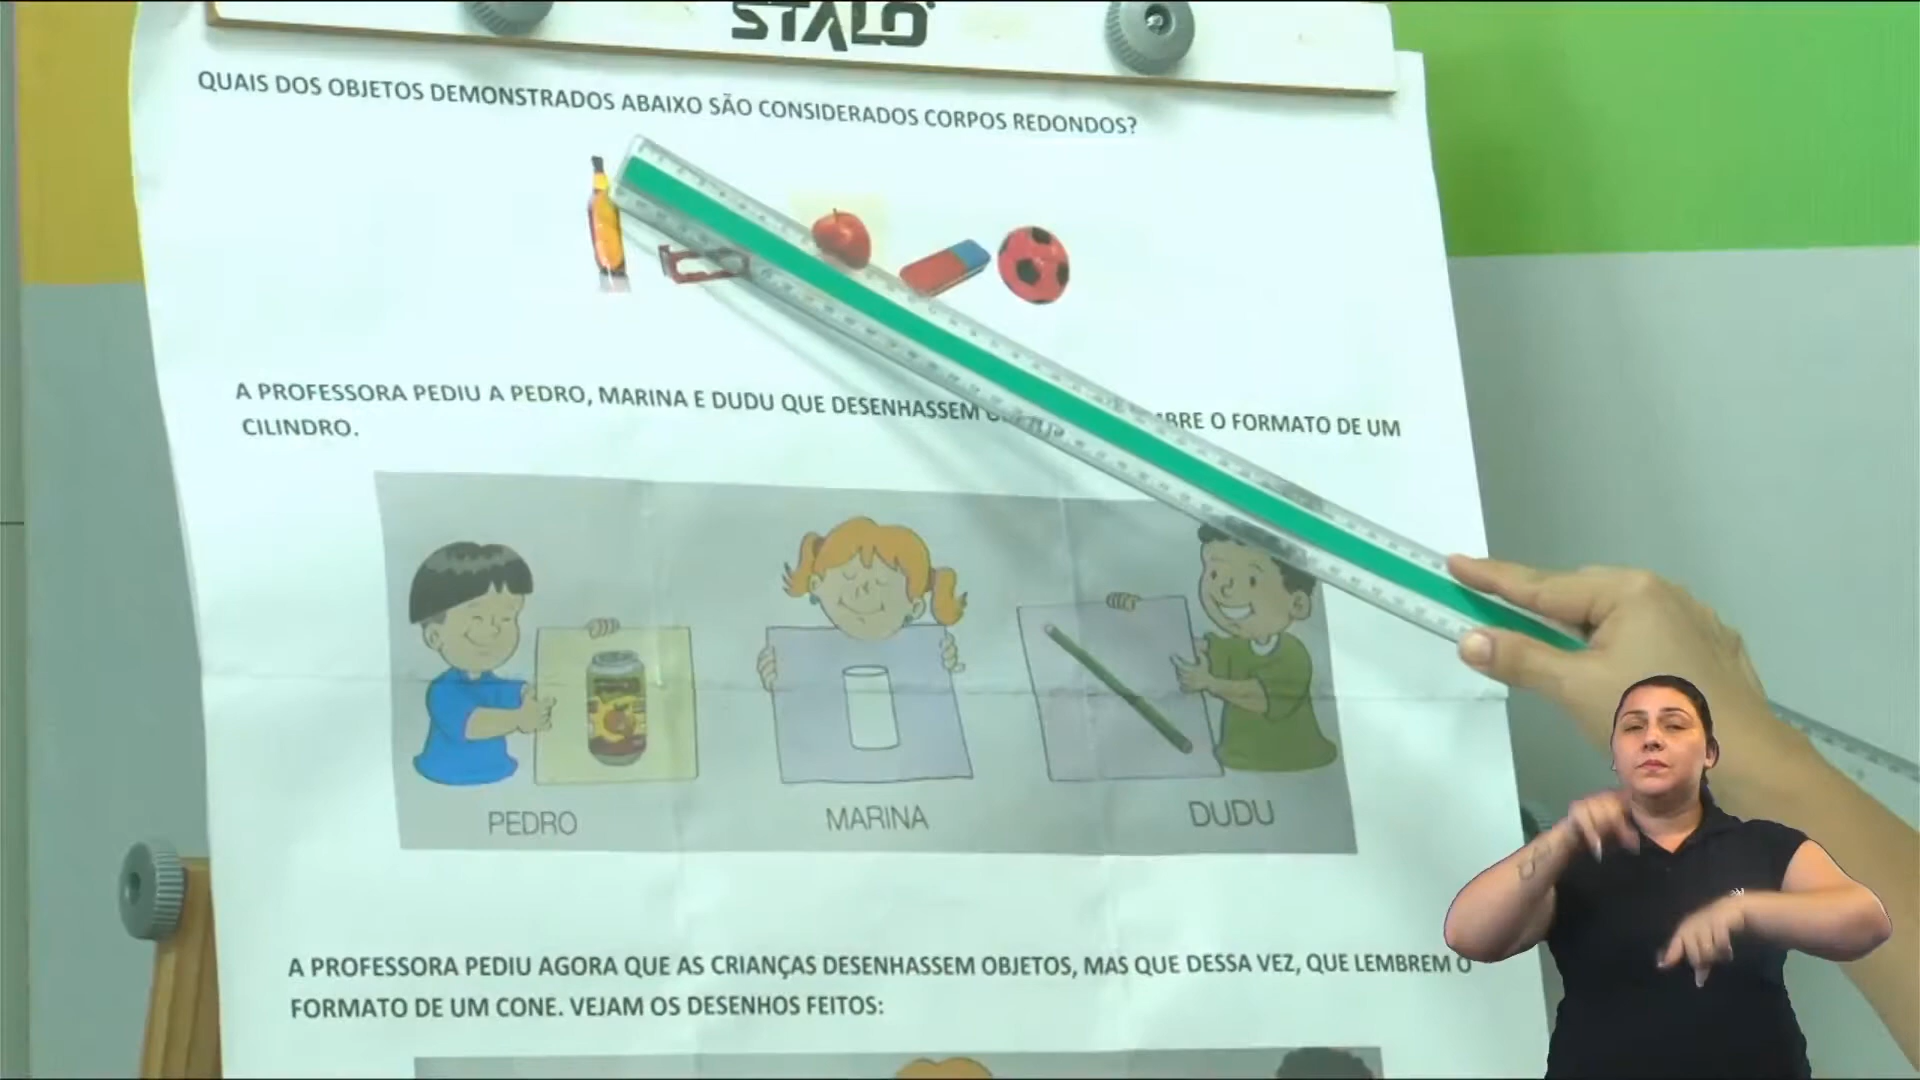 STALO
QUAIS DOS OBJETOS DEMONSTRADOS ABAIXO SÃO CONSIDERADOS CORPOS REDONDOS?
A PROFESSORA PEDIU A PEDRO, MARINA E DUDU QUE DESENHASSEM BRE O FORMATO DE UM
CILINDRO.
PEDRO MARINA DUDU
A PROFESSORA PEDIU AGORA QUE AS CRIANÇAS DESENHASSEM OBJETOS, MAS QUE DESSA VEZ, QUE LEMBREM O
FORMATO DE UM CONE. VEJAM OS DESENHOS FEITOS: